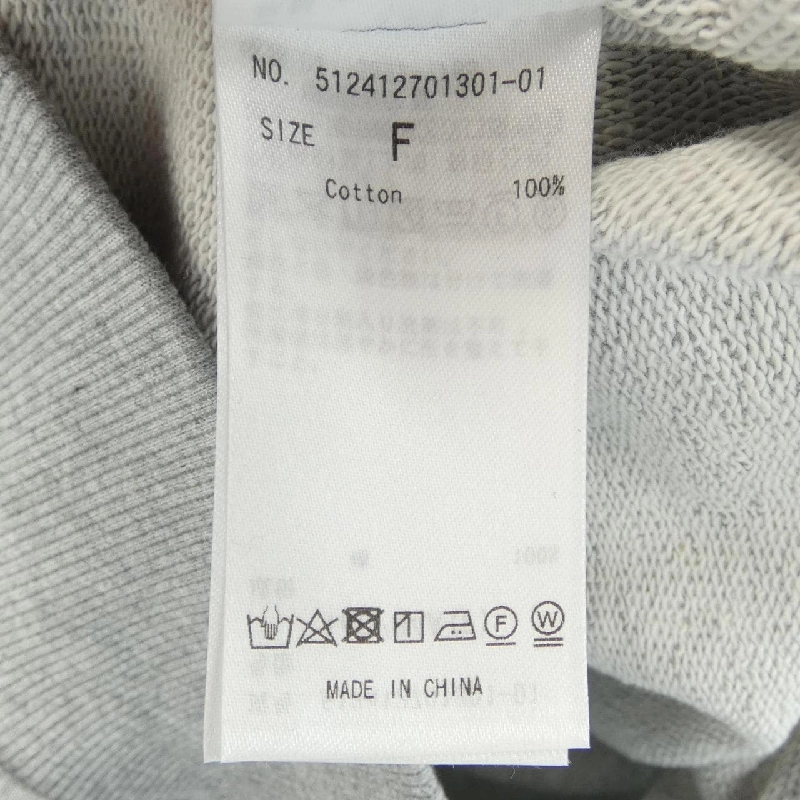 NO. 512412701301-01
SIZE F
Cotton 100%
F W
MADE IN CHINA